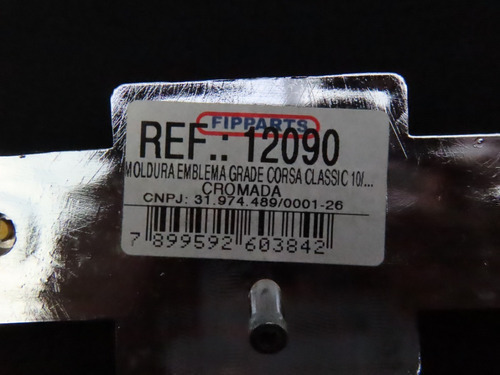 FIPPARTS
REF.: 12090
MOLDURA EMBLEMA GRADE CORSA CLASSIC 10/...
CROMADA
CNPJ: 31.974.489/0001-26
7 899592 603842